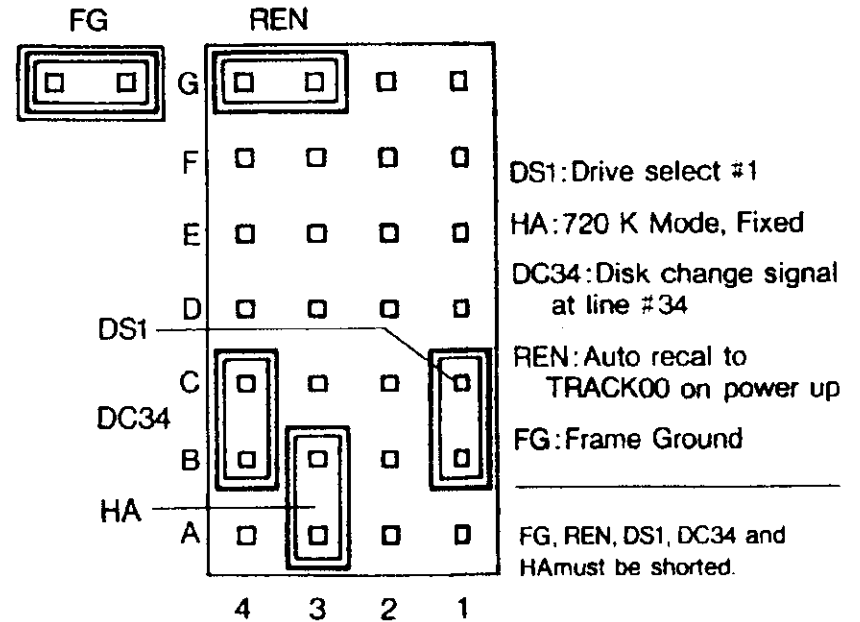 FG
REN
G
F
E
D
C
B
A
DS1
DC34
HA
4 3 2 1
DS1:Drive select #1
HA:720 K Mode, Fixed
DC34:Disk change signal
at line #34
REN:Auto recal to
TRACK00 on power up
FG:Frame Ground
FG, REN, DS1, DC34 and
HAmust be shorted.